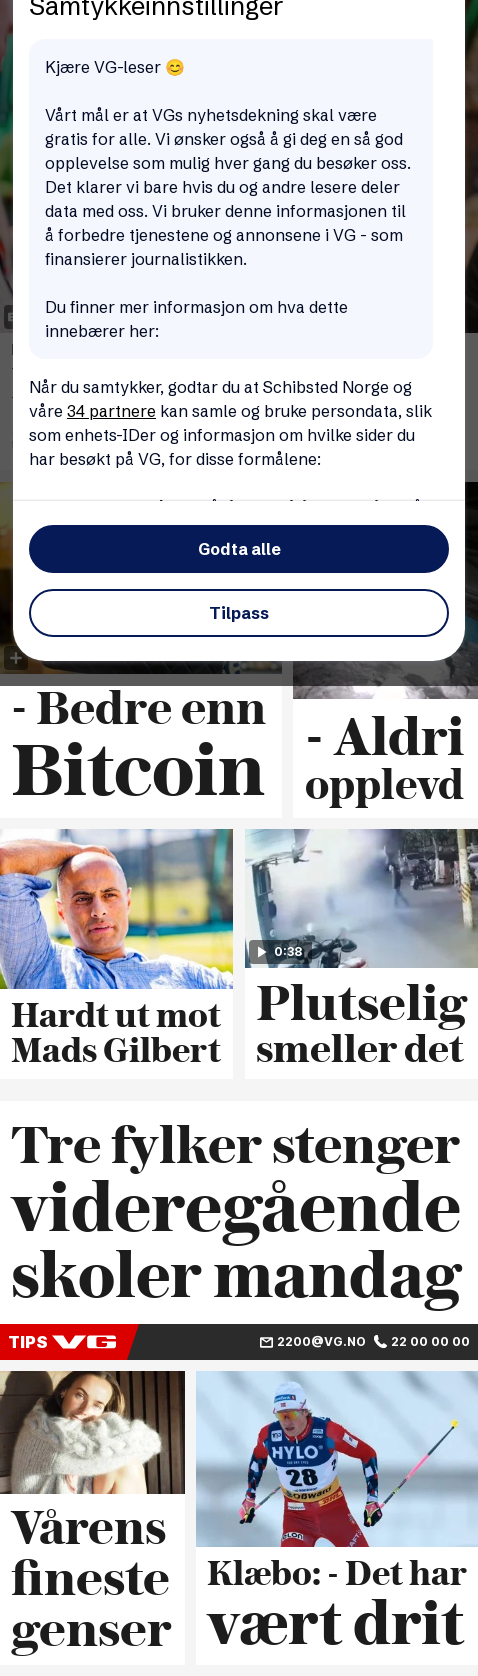 Samtykkeinnstillinger
Kjære VG-leser 😊
Vårt mål er at VGs nyhetsdekning skal være
gratis for alle. Vi ønsker også å gi deg en så god
opplevelse som mulig hver gang du besøker oss.
Det klarer vi bare hvis du og andre lesere deler
data med oss. Vi bruker denne informasjonen til
å forbedre tjenestene og annonsene i VG - som
finansierer journalistikken.
Du finner mer informasjon om hva dette
innebærer her:
Når du samtykker, godtar du at Schibsted Norge og
våre 34 partnere kan samle og bruke persondata, slik
som enhets-IDer og informasjon om hvilke sider du
har besøkt på VG, for disse formålene:
Godta alle
Tilpass
- Bedre enn
Bitcoin
- Aldri
opplevd
0:38
Hardt ut mot
Mads Gilbert
Plutselig
smeller det
Tre fylker stenger
videregående
skoler mandag
TIPS VG 2200@VG.NO 22 00 00 00
HYLO
28
Vårens
fineste
genser
Klæbo: - Det har
vært drit